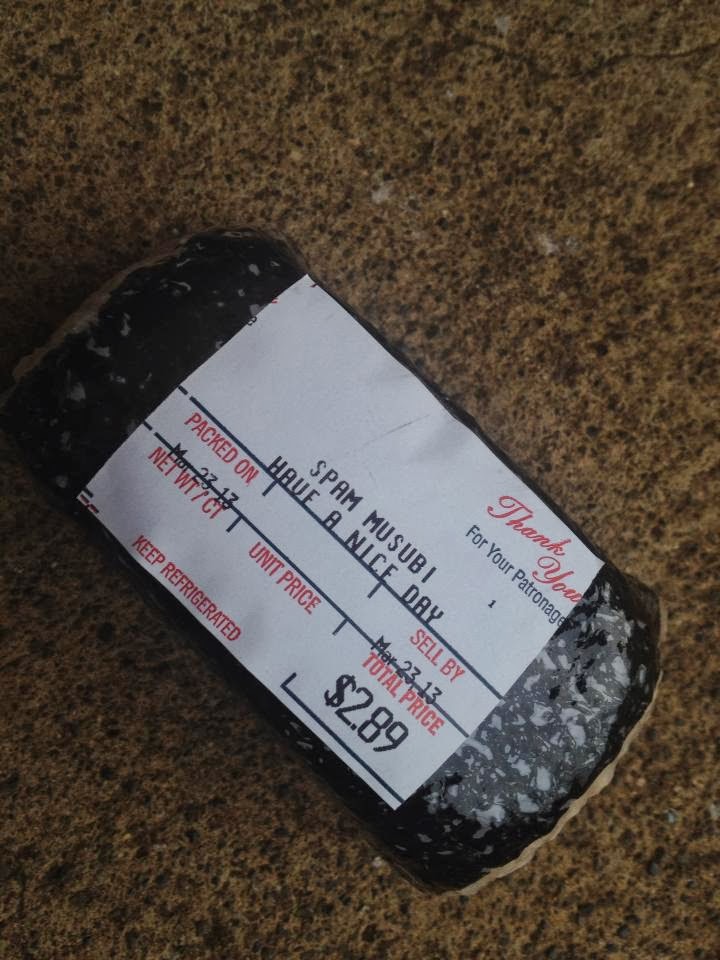 Thank
You
For Your Patronage
1
SPAM MUSUBI
HAVE A NICE DAY
PACKED ON
SELL BY
Mar 23,13
Mar 23,13
NET WT / CT
UNIT PRICE
TOTAL PRICE
$2.89
KEEP REFRIGERATED